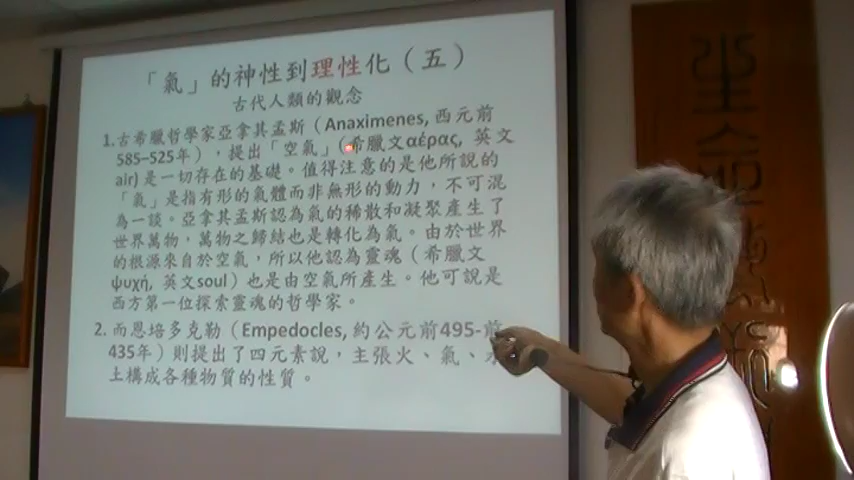 「氣」的神性到理性化（五）
古代人類的觀念
1.古希臘哲學家亞拿其孟斯（Anaximenes, 西元前
585–525年），提出「空氣」（希臘文αέρας, 英文
air)是一切存在的基礎。值得注意的是他所說的
「氣」是指有形的氣體而非無形的動力，不可混
為一談。亞拿其孟斯認為氣的稀散和凝聚產生了
世界萬物，萬物之歸結也是轉化為氣。由於世界
的根源來自於空氣，所以他認為靈魂（希臘文
ψυχή, 英文soul）也是由空氣所產生。他可說是
西方第一位探索靈魂的哲學家。
2. 而恩培多克勒（Empedocles, 約公元前495-前
435年）則提出了四元素說，主張火、氣、水
土構成各種物質的性質。